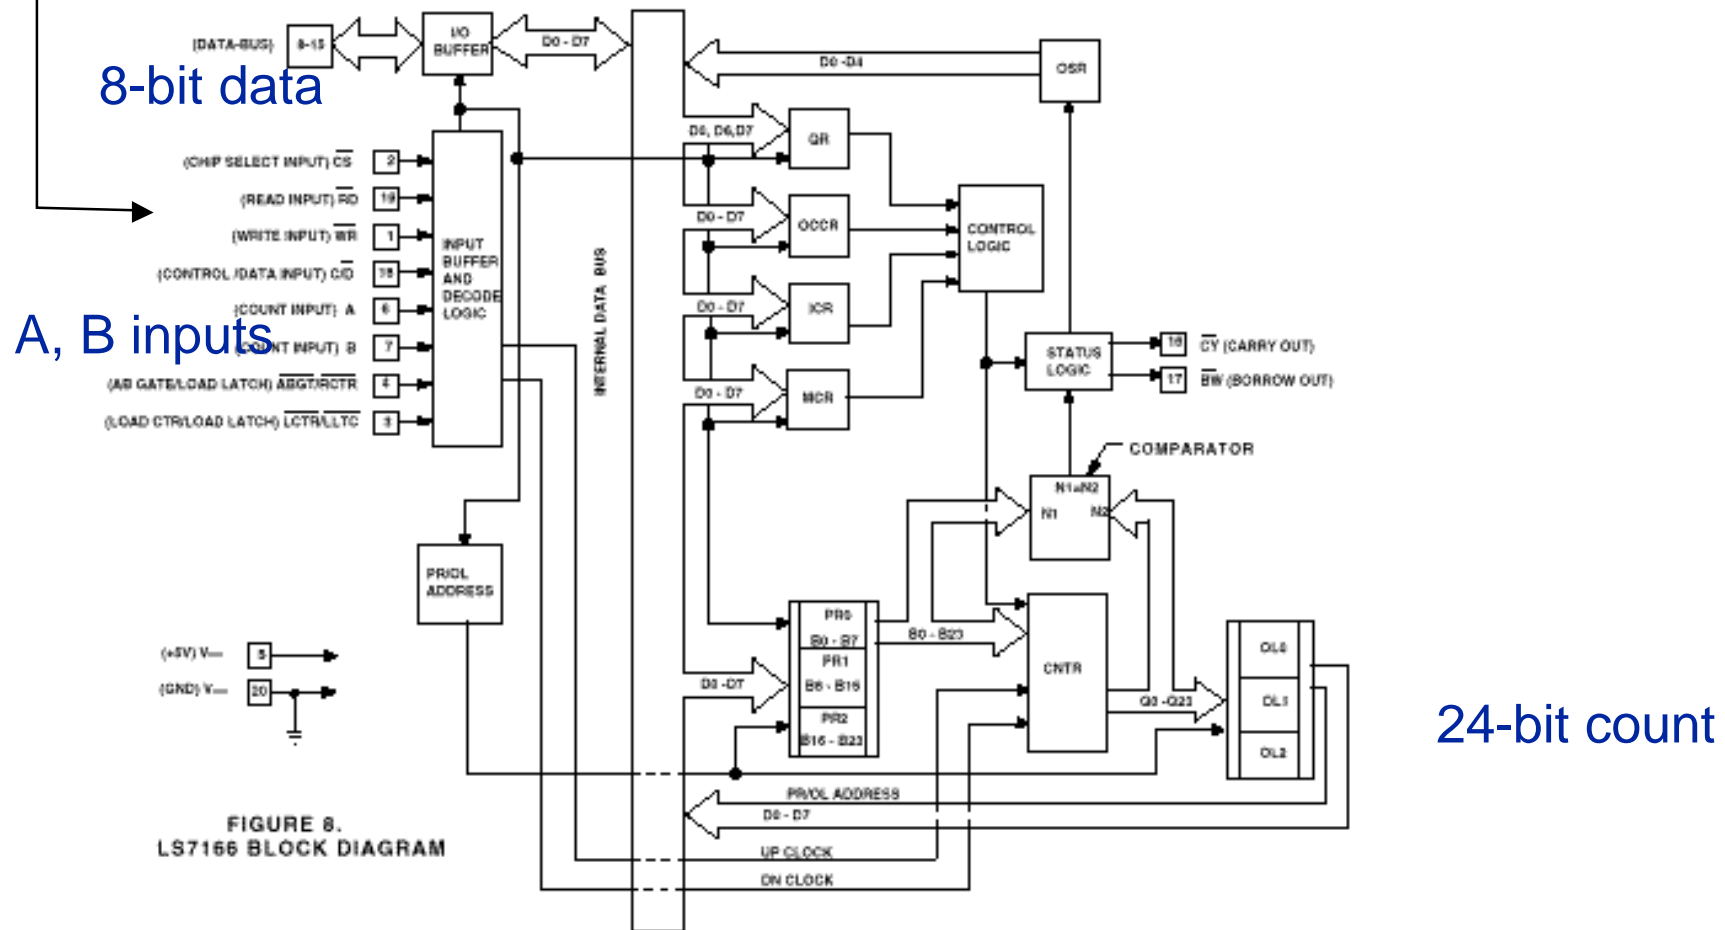 (DATA-BUS) 8-15
I/O
BUFFER
D0 - D7
D0 -D4
OSR
8-bit data
D0, D6,D7
QR
(CHIP SELECT INPUT) CS 2
(READ INPUT) RD 19
(WRITE INPUT) WR 1
(CONTROL /DATA INPUT) C/D 18
(COUNT INPUT) A 6
(COUNT INPUT) B 7
(AB GATE/LOAD LATCH) ABGT/RCTR 4
(LOAD CTR/LOAD LATCH) LCTR/LLTC 3
A, B inputs
INPUT
BUFFER
AND
DECODE
LOGIC
INTERNAL DATA BUS
D0 - D7
OCCR
CONTROL
LOGIC
D0 - D7
ICR
D0 - D7
MCR
STATUS
LOGIC
16 CY (CARRY OUT)
17 BW (BORROW OUT)
COMPARATOR
N1=N2
N1 N2
PR/OL
ADDRESS
PR0
B0 - B7
PR1
B8 - B16
PR2
B16 - B23
B0 - B23
D0 -D7
CNTR
Q0 -Q23
OL0
OL1
OL2
24-bit count
(+5V) V— 5
(GND) V— 20
PR/OL ADDRESS
D0 - D7
UP CLOCK
DN CLOCK
FIGURE 8.
LS7166 BLOCK DIAGRAM